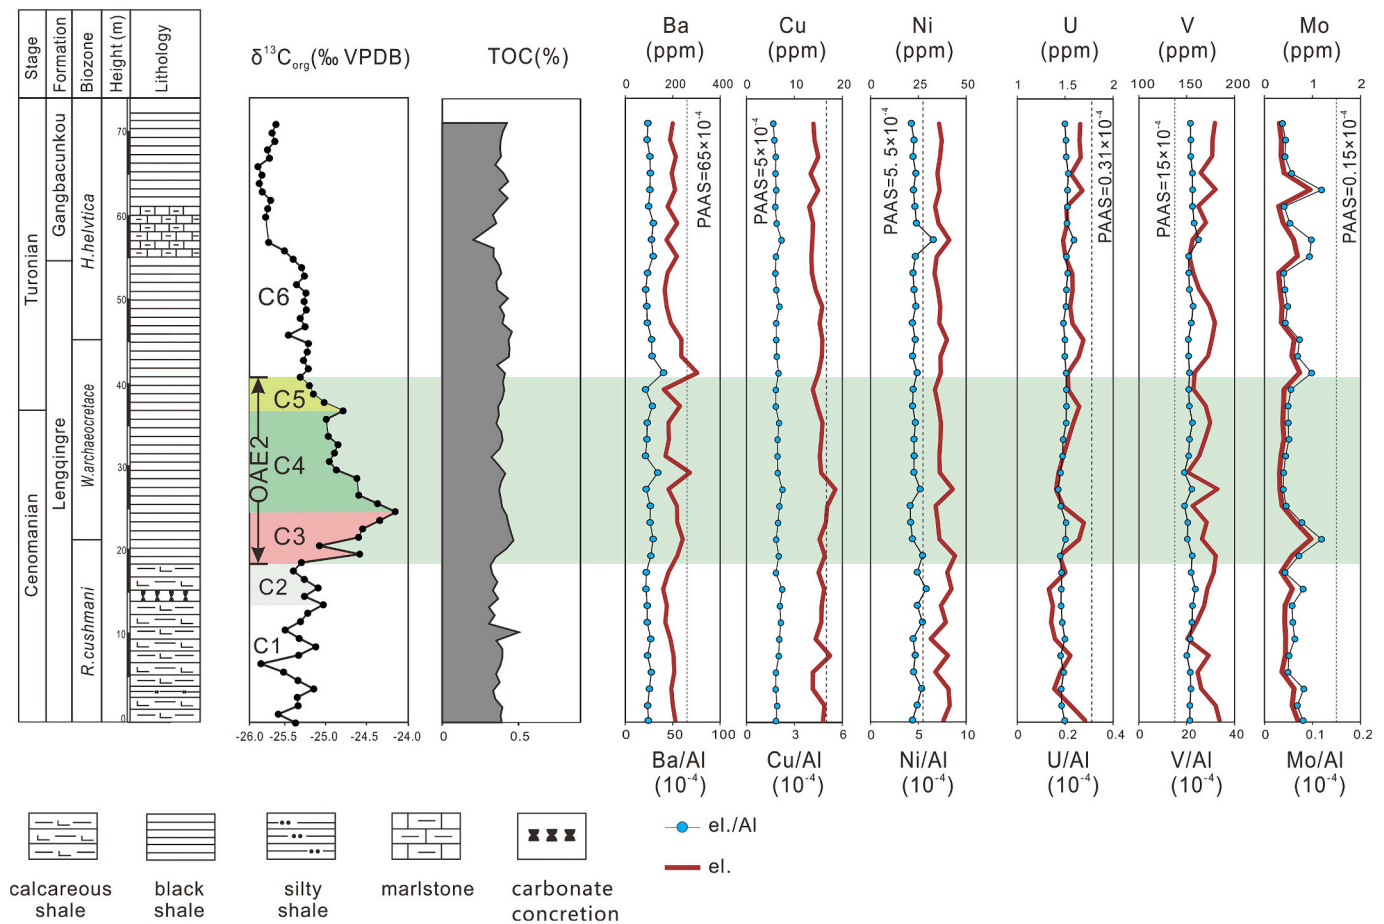 Stage
Formation
Biozone
Height (m)
Lithology
δ¹³Corg(‰ VPDB)
TOC(%)
Ba
(ppm)
Cu
(ppm)
Ni
(ppm)
U
(ppm)
V
(ppm)
Mo
(ppm)
0 200 400
0 10 20
0 25 50
1 1.5 2
100 150 200
0 1 2
Turonian
Cenomanian
Gangbacunkou
Lengqingre
H.helvtica
W.archaeocretace
R.cushmani
70
60
50
40
30
20
10
0
C6
C5
C4
C3
C2
C1
OAE2
PAAS=65×10⁻⁴
PAAS=5×10⁻⁴
PAAS=5. 5×10⁻⁴
PAAS=0.31×10⁻⁴
PAAS=15×10⁻⁴
PAAS=0.15×10⁻⁴
-26.0 -25.5 -25.0 -24.5 -24.0
0 0.5
0 50 100
0 3 6
0 5 10
0 0.2 0.4
0 20 40
0 0.1 0.2
Ba/Al
(10⁻⁴)
Cu/Al
(10⁻⁴)
Ni/Al
(10⁻⁴)
U/Al
(10⁻⁴)
V/Al
(10⁻⁴)
Mo/Al
(10⁻⁴)
calcareous
shale
black
shale
silty
shale
marlstone
carbonate
concretion
el./Al
el.